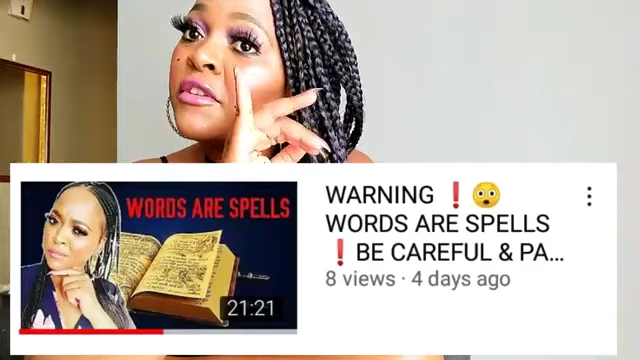 WORDS ARE SPELLS
21:21
WARNING ❗😳
WORDS ARE SPELLS
❗BE CAREFUL & PA...
8 views · 4 days ago